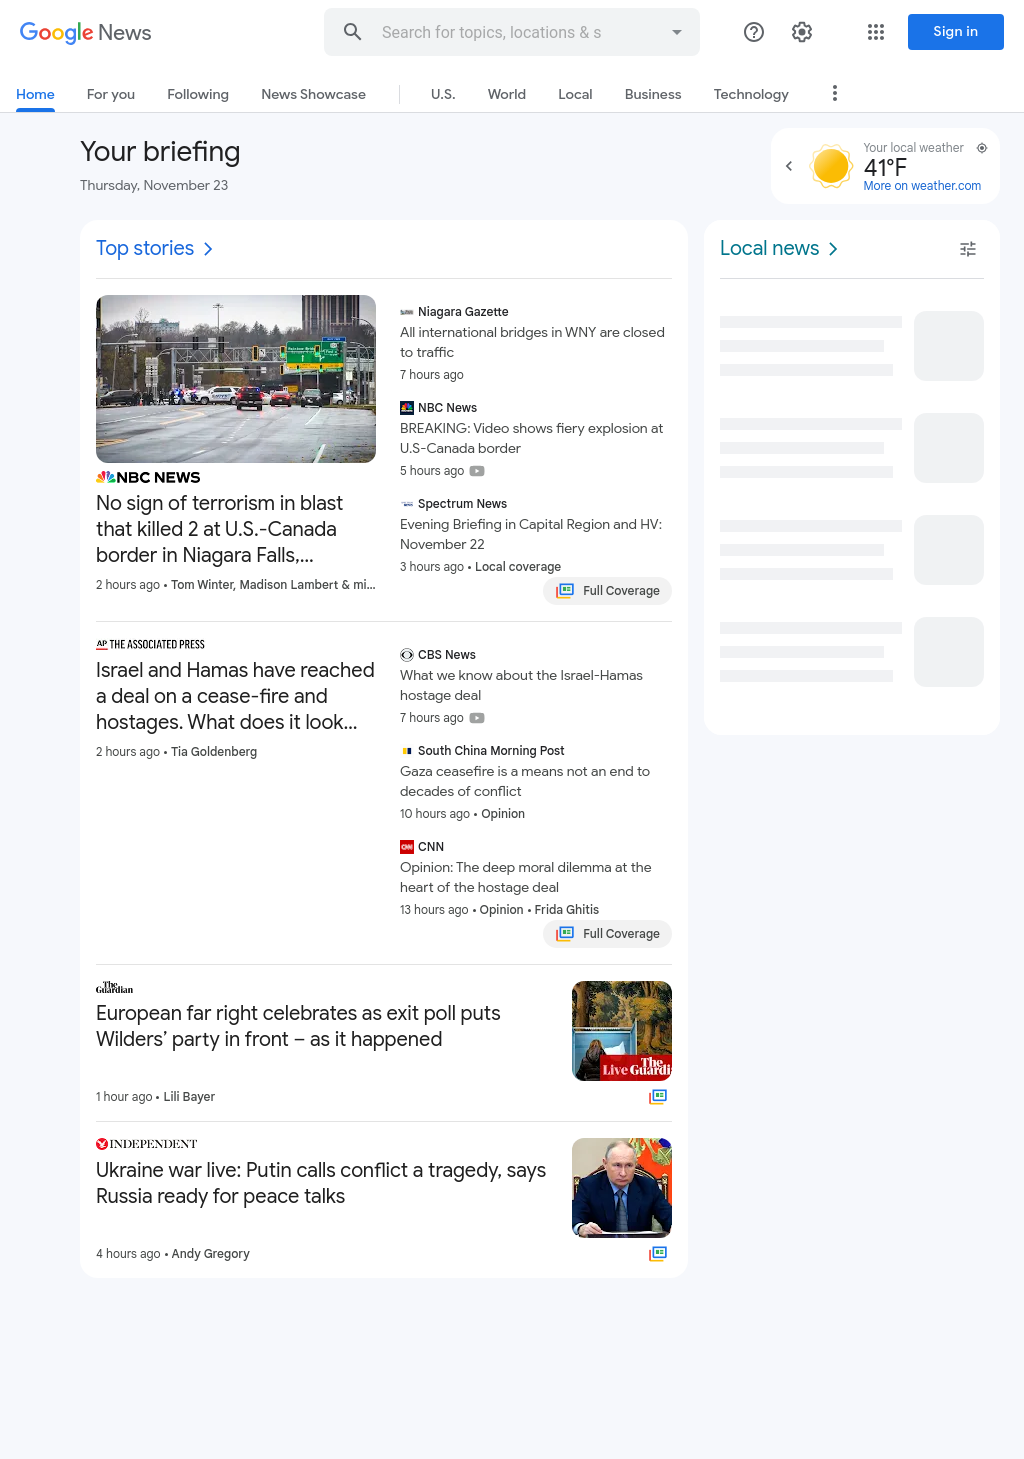 Google News
Search for topics, locations & s
Sign in
Home
For you
Following
News Showcase
U.S.
World
Local
Business
Technology
Your briefing
Thursday, November 23
Your local weather
41°F
More on weather.com
Top stories
NBC NEWS
No sign of terrorism in blast
that killed 2 at U.S.-Canada
border in Niagara Falls,...
2 hours ago • Tom Winter, Madison Lambert & mi...
Niagara Gazette
All international bridges in WNY are closed
to traffic
7 hours ago
NBC News
BREAKING: Video shows fiery explosion at
U.S-Canada border
5 hours ago
Spectrum News
Evening Briefing in Capital Region and HV:
November 22
3 hours ago • Local coverage
Full Coverage
AP THE ASSOCIATED PRESS
Israel and Hamas have reached
a deal on a cease-fire and
hostages. What does it look...
2 hours ago • Tia Goldenberg
CBS News
What we know about the Israel-Hamas
hostage deal
7 hours ago
South China Morning Post
Gaza ceasefire is a means not an end to
decades of conflict
10 hours ago • Opinion
CNN
CNN
Opinion: The deep moral dilemma at the
heart of the hostage deal
13 hours ago • Opinion • Frida Ghitis
Full Coverage
The
Guardian
European far right celebrates as exit poll puts
Wilders’ party in front – as it happened
1 hour ago • Lili Bayer
The
Live Guardia
INDEPENDENT
Ukraine war live: Putin calls conflict a tragedy, says
Russia ready for peace talks
4 hours ago • Andy Gregory
Local news